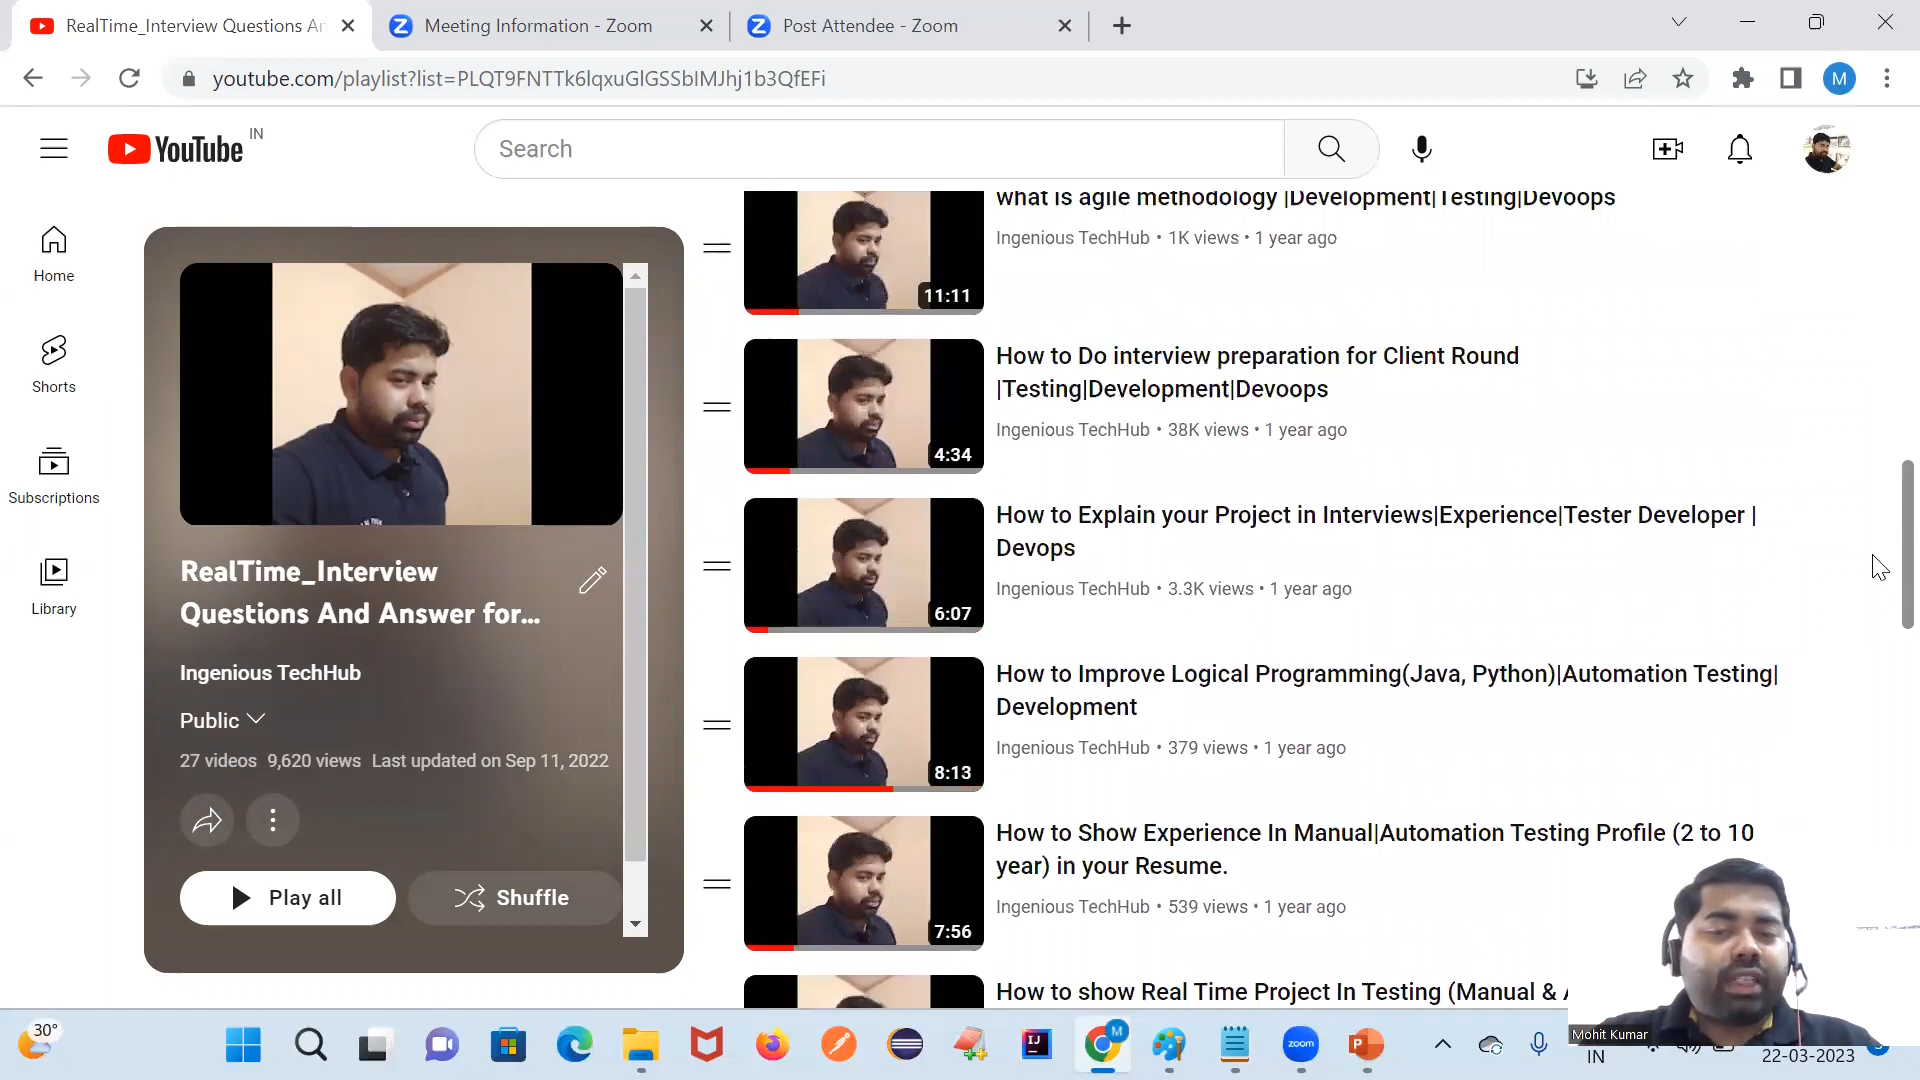 RealTime_Interview Questions An
Meeting Information - Zoom
Post Attendee - Zoom
youtube.com/playlist?list=PLQT9FNTTk6lqxuGlGSSbIMJhj1b3QfEFi
M
YouTube IN
Search
Home
Shorts
Subscriptions
Library
RealTime_Interview
Questions And Answer for...
Ingenious TechHub
Public
27 videos 9,620 views Last updated on Sep 11, 2022
Play all
Shuffle
what is agile methodology |Development|Testing|Devoops
Ingenious TechHub • 1K views • 1 year ago
11:11
How to Do interview preparation for Client Round
|Testing|Development|Devoops
Ingenious TechHub • 38K views • 1 year ago
4:34
How to Explain your Project in Interviews|Experience|Tester Developer |
Devops
Ingenious TechHub • 3.3K views • 1 year ago
6:07
How to Improve Logical Programming(Java, Python)|Automation Testing|
Development
Ingenious TechHub • 379 views • 1 year ago
8:13
How to Show Experience In Manual|Automation Testing Profile (2 to 10
year) in your Resume.
Ingenious TechHub • 539 views • 1 year ago
7:56
How to show Real Time Project In Testing (Manual &
Mohit Kumar
30°
IJ
M
zoom
P
IN
22-03-2023